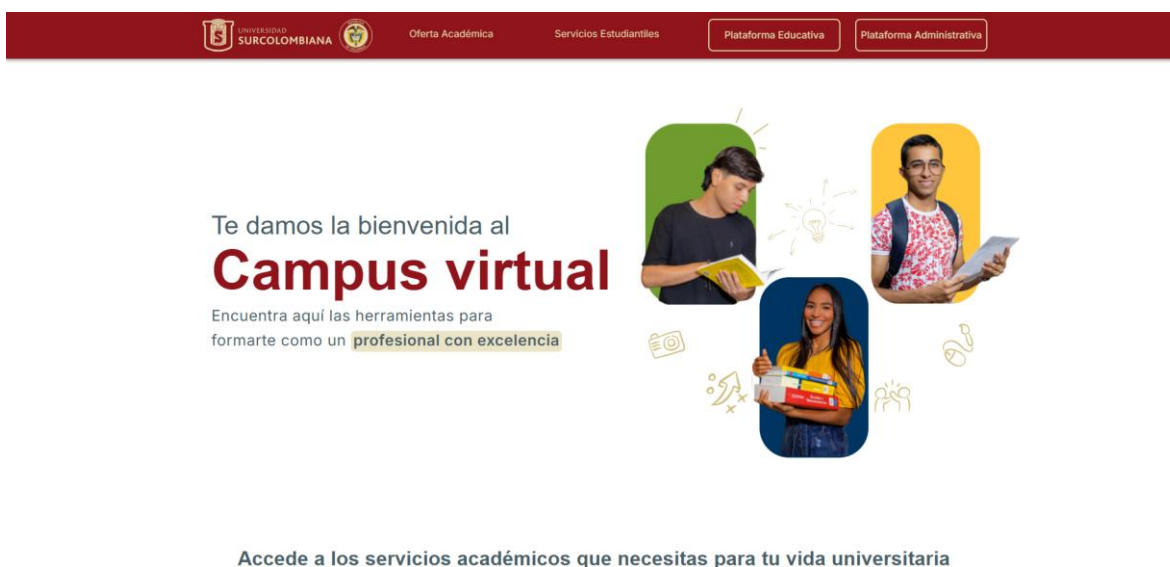 UNIVERSIDAD
SURCOLOMBIANA
Oferta Académica
Servicios Estudiantiles
Plataforma Educativa
Plataforma Administrativa
Te damos la bienvenida al
Campus virtual
Encuentra aquí las herramientas para
formarte como un profesional con excelencia
Accede a los servicios académicos que necesitas para tu vida universitaria